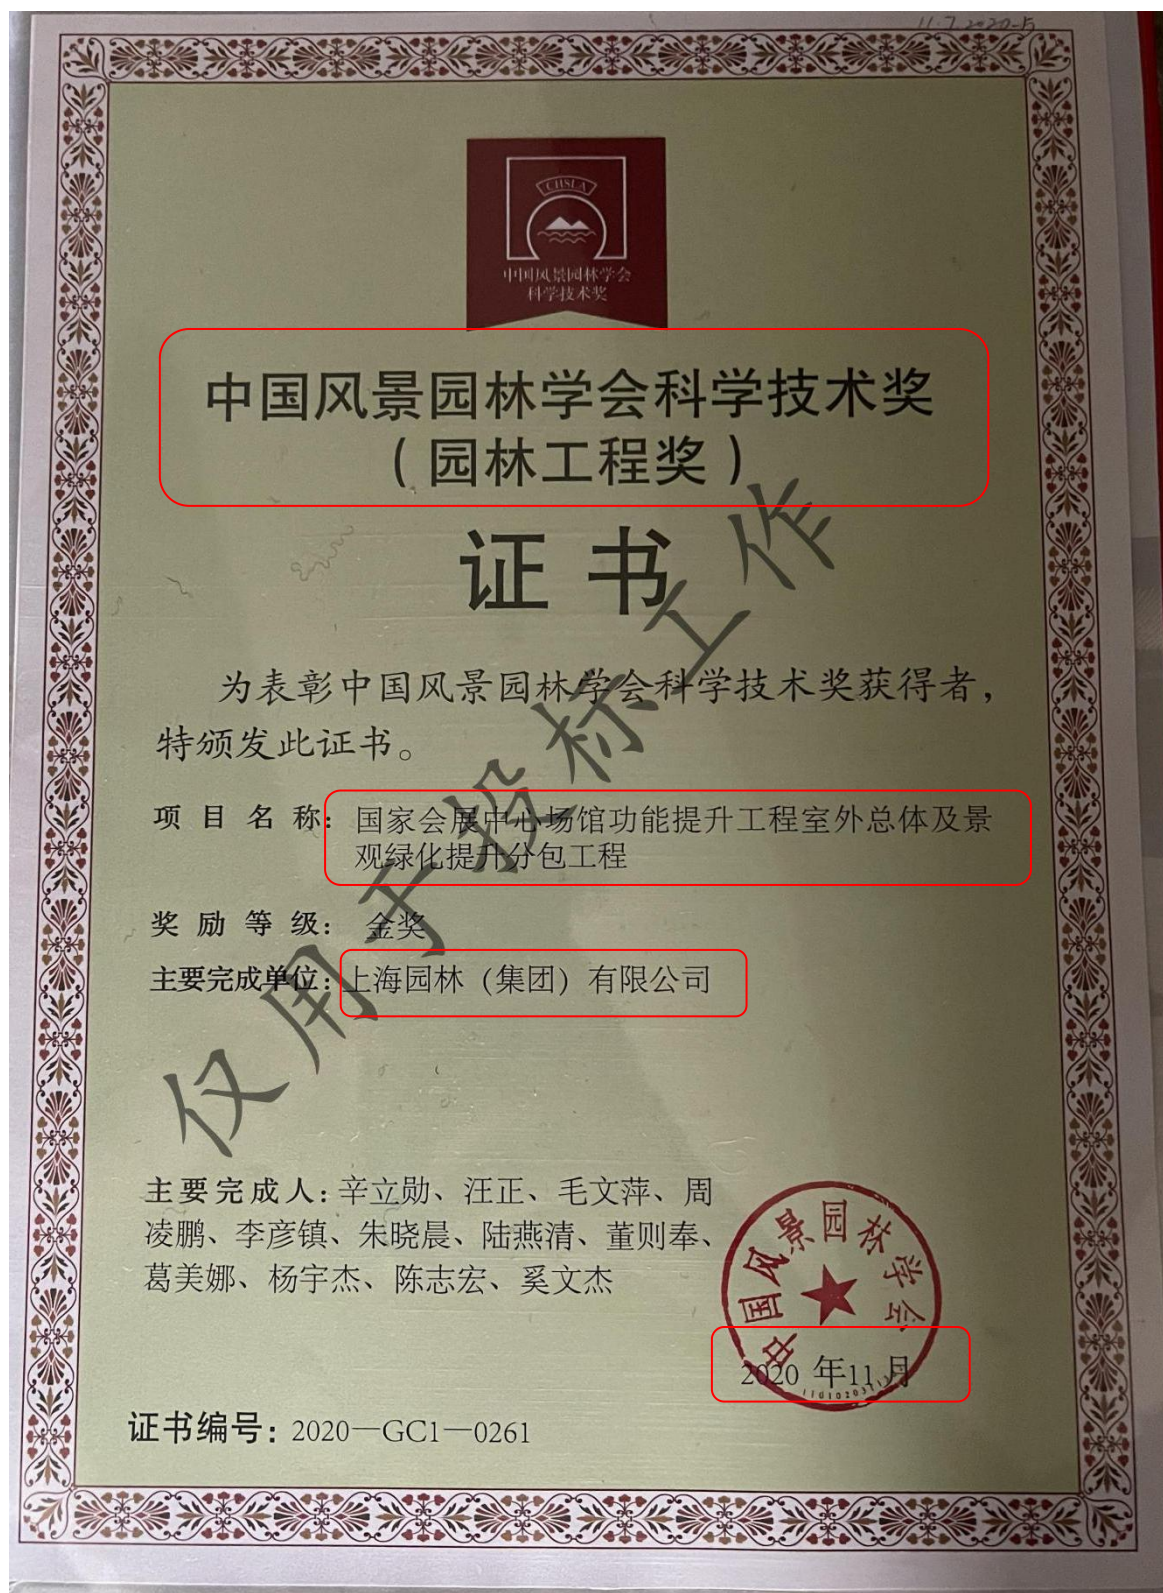 11.7.2020-5
CHSLA
中国风景园林学会
科学技术奖
中国风景园林学会科学技术奖
（园林工程奖）
证书
为表彰中国风景园林学会科学技术奖获得者，
特颁发此证书。
项目名称：国家会展中心场馆功能提升工程室外总体及景
观绿化提升分包工程
奖励等级：金奖
主要完成单位：上海园林（集团）有限公司
主要完成人：辛立勋、汪正、毛文萍、周
凌鹏、李彦镇、朱晓晨、陆燕清、董则奉、
葛美娜、杨宇杰、陈志宏、奚文杰
中国风景园林学会
2020 年11月
证书编号：2020—GC1—0261
仅用于投标工作